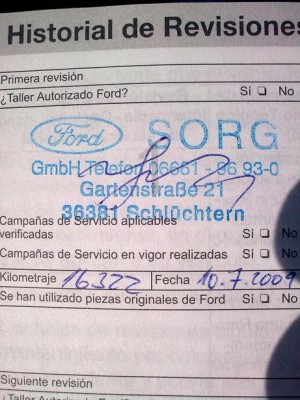 Historial de Revisiones
Primera revisión
¿Taller Autorizado Ford? Sí ☐ No
Ford SORG
GmbH Telefon 06661 - 96 93-0
Gartenstraße 21
36381 Schlüchtern
Campañas de Servicio aplicables
verificadas Sí ☐ No
Campañas de Servicio en vigor realizadas Sí ☐ No
Kilometraje 16322 Fecha 10.7.2009
Se han utilizado piezas originales de Ford Sí ☐ No
Siguiente revisión